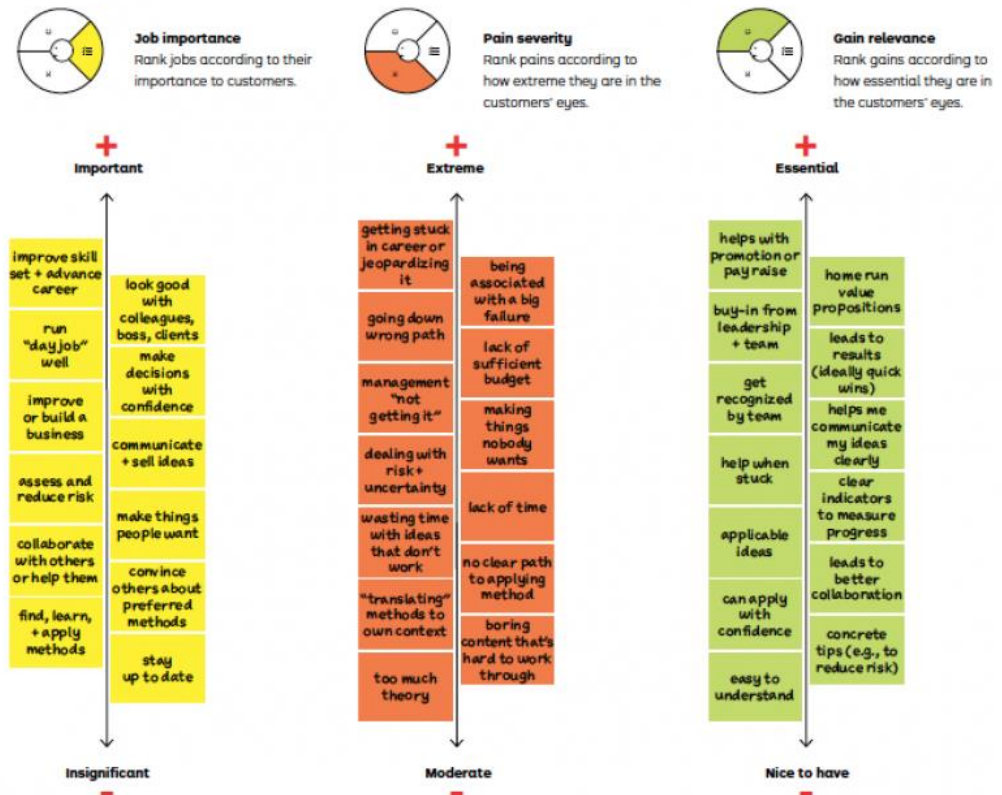 Job importance
Rank jobs according to their
importance to customers.
+
Important
improve skill
set + advance
career
look good
with
colleagues,
boss, clients
run
"day job"
well
make
decisions
with
confidence
improve
or build a
business
communicate
+ sell ideas
assess and
reduce risk
make things
people want
collaborate
with others
or help them
convince
others about
preferred
methods
find, learn,
+ apply
methods
stay
up to date
Insignificant
-
Pain severity
Rank pains according to
how extreme they are in the
customers' eyes.
+
Extreme
getting stuck
in career or
jeopardizing
it
being
associated
with a big
failure
going down
wrong path
lack of
sufficient
budget
management
"not
getting it"
making
things
nobody
wants
dealing with
risk+
uncertainty
lack of time
wasting time
with ideas
that don't
work
no clear path
to applying
method
"translating"
methods to
own context
boring
content that's
hard to work
through
too much
theory
Moderate
-
Gain relevance
Rank gains according to
how essential they are in
the customers' eyes.
+
Essential
helps with
promotion or
pay raise
home run
value
propositions
buy-in from
leadership
+ team
leads to
results
(ideally quick
wins)
get
recognized
by team
helps me
communicate
my ideas
clearly
help when
stuck
clear
indicators
to measure
progress
applicable
ideas
leads to
better
collaboration
can apply
with
confidence
concrete
tips (e.g., to
reduce risk)
easy to
understand
Nice to have
-